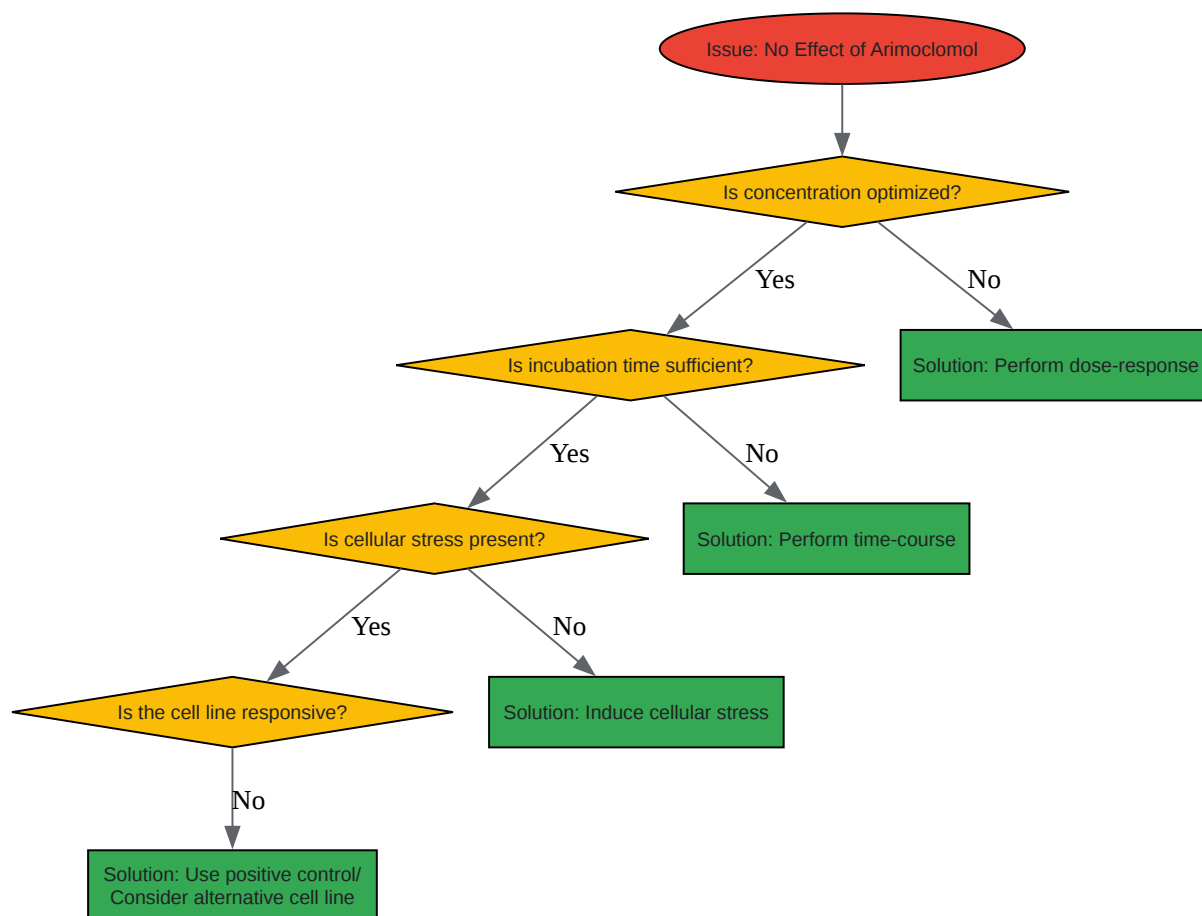 Issue: No Effect of Arimoclomol
Is concentration optimized?
Yes
No
Is incubation time sufficient?
Solution: Perform dose-response
Yes
No
Is cellular stress present?
Solution: Perform time-course
Yes
No
Is the cell line responsive?
Solution: Induce cellular stress
No
Solution: Use positive control/
Consider alternative cell line